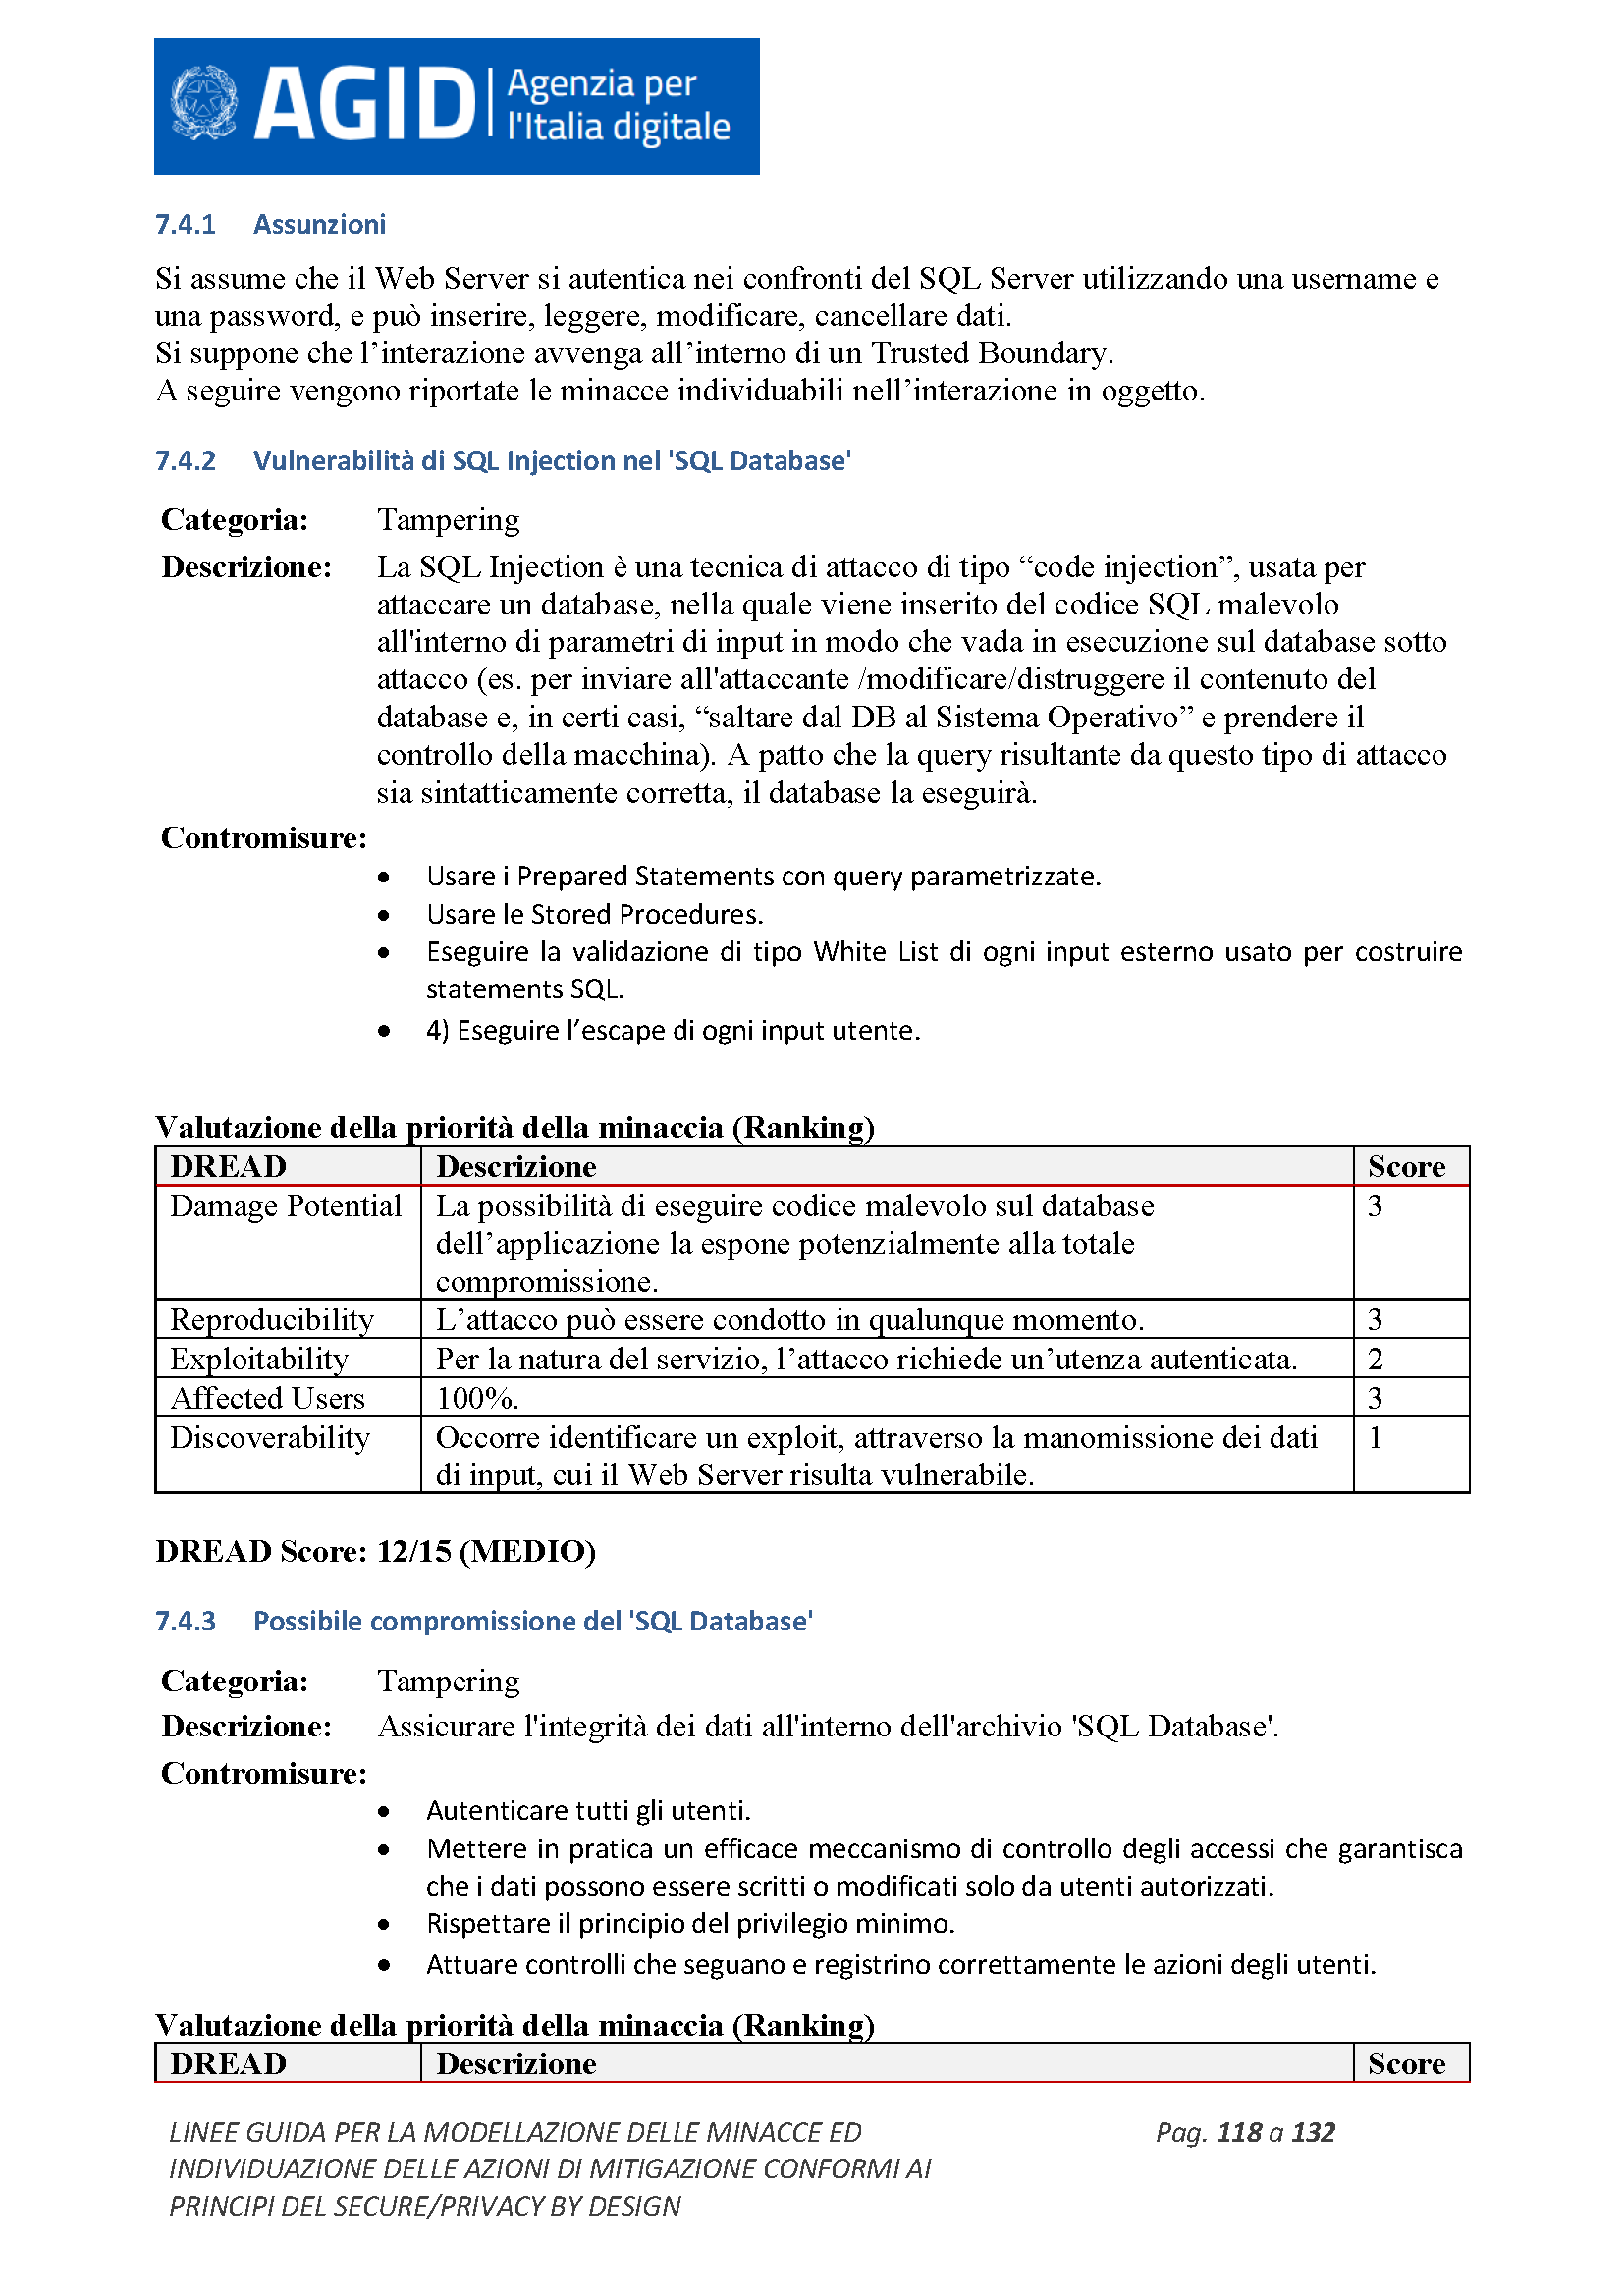 AGID Agenzia per
l'Italia digitale
7.4.1 Assunzioni
Si assume che il Web Server si autentica nei confronti del SQL Server utilizzando una username e
una password, e può inserire, leggere, modificare, cancellare dati.
Si suppone che l’interazione avvenga all’interno di un Trusted Boundary.
A seguire vengono riportate le minacce individuabili nell’interazione in oggetto.
7.4.2 Vulnerabilità di SQL Injection nel 'SQL Database'
Categoria: Tampering
Descrizione: La SQL Injection è una tecnica di attacco di tipo “code injection”, usata per
attaccare un database, nella quale viene inserito del codice SQL malevolo
all'interno di parametri di input in modo che vada in esecuzione sul database sotto
attacco (es. per inviare all'attaccante /modificare/distruggere il contenuto del
database e, in certi casi, “saltare dal DB al Sistema Operativo” e prendere il
controllo della macchina). A patto che la query risultante da questo tipo di attacco
sia sintatticamente corretta, il database la eseguirà.
Contromisure:
• Usare i Prepared Statements con query parametrizzate.
• Usare le Stored Procedures.
• Eseguire la validazione di tipo White List di ogni input esterno usato per costruire
statements SQL.
• 4) Eseguire l’escape di ogni input utente.
Valutazione della priorità della minaccia (Ranking)
DREAD Descrizione Score
Damage Potential La possibilità di eseguire codice malevolo sul database 3
dell’applicazione la espone potenzialmente alla totale
compromissione.
Reproducibility L’attacco può essere condotto in qualunque momento. 3
Exploitability Per la natura del servizio, l’attacco richiede un’utenza autenticata. 2
Affected Users 100%. 3
Discoverability Occorre identificare un exploit, attraverso la manomissione dei dati 1
di input, cui il Web Server risulta vulnerabile.
DREAD Score: 12/15 (MEDIO)
7.4.3 Possibile compromissione del 'SQL Database'
Categoria: Tampering
Descrizione: Assicurare l'integrità dei dati all'interno dell'archivio 'SQL Database'.
Contromisure:
• Autenticare tutti gli utenti.
• Mettere in pratica un efficace meccanismo di controllo degli accessi che garantisca
che i dati possono essere scritti o modificati solo da utenti autorizzati.
• Rispettare il principio del privilegio minimo.
• Attuare controlli che seguano e registrino correttamente le azioni degli utenti.
Valutazione della priorità della minaccia (Ranking)
DREAD Descrizione Score
LINEE GUIDA PER LA MODELLAZIONE DELLE MINACCE ED Pag. 118 a 132
INDIVIDUAZIONE DELLE AZIONI DI MITIGAZIONE CONFORMI AI
PRINCIPI DEL SECURE/PRIVACY BY DESIGN